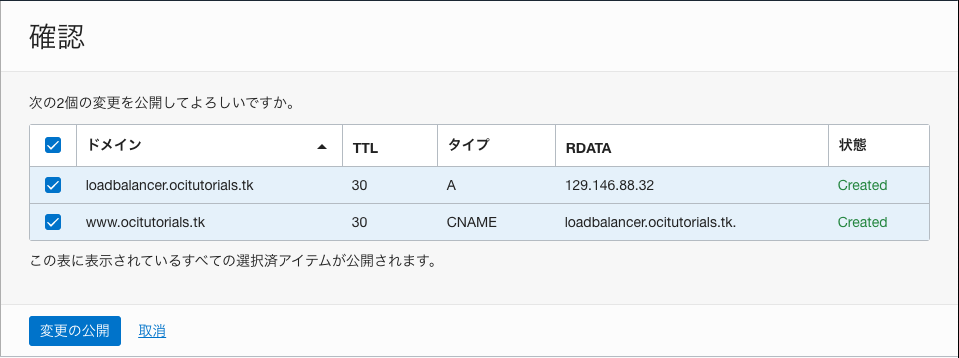 確認
次の2個の変更を公開してよろしいですか。
ドメイン TTL タイプ RDATA 状態
loadbalancer.ocitutorials.tk 30 A 129.146.88.32 Created
www.ocitutorials.tk 30 CNAME loadbalancer.ocitutorials.tk. Created
この表に表示されているすべての選択済アイテムが公開されます。
変更の公開 取消